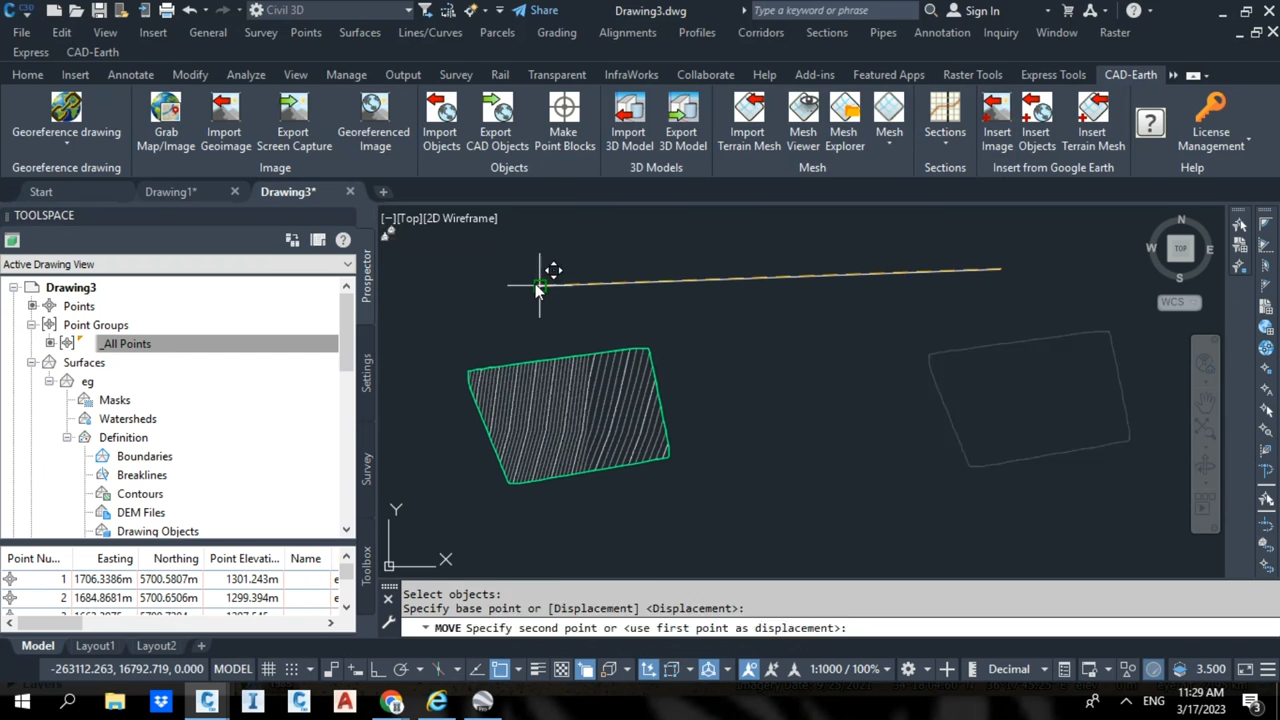 C3D Civil 3D Share Drawing3.dwg Type a keyword or phrase Sign In
File Edit View Insert General Survey Points Surfaces Lines/Curves Parcels Grading Alignments Profiles Corridors Sections Pipes Annotation Inquiry Window Raster
Express CAD-Earth
Home Insert Annotate Modify Analyze View Manage Output Survey Rail Transparent InfraWorks Collaborate Help Add-ins Featured Apps Raster Tools Express Tools CAD-Earth
Georeference drawing Grab Map/Image Import Geoimage Export Screen Capture Georeferenced Image Import Objects Export CAD Objects Make Point Blocks Import 3D Model Export 3D Model Import Terrain Mesh Mesh Viewer Mesh Explorer Mesh Sections Insert Image Insert Objects Insert Terrain Mesh ? License Management
Georeference drawing Image Objects 3D Models Mesh Sections Insert from Google Earth Help
Start Drawing1* Drawing3*
TOOLSPACE
[−][Top][2D Wireframe]
Active Drawing View
Drawing3
Points
Point Groups
_All Points
Surfaces
eg
Masks
Watersheds
Definition
Boundaries
Breaklines
Contours
DEM Files
Drawing Objects
Prospector
Settings
Survey
Toolbox
N
W TOP E
S
WCS
Y
X
Point Nu... Easting Northing Point Elevati... Name
1 1706.3386m 5700.5807m 1301.243m e
2 1684.8681m 5700.6506m 1299.394m e
Select objects:
Specify base point or [Displacement] <Displacement>:
MOVE Specify second point or <use first point as displacement>:
Model Layout1 Layout2
-263112.263, 16792.719, 0.000 MODEL 1:1000 / 100% Decimal 3.500
ENG 11:29 AM
3/17/2023